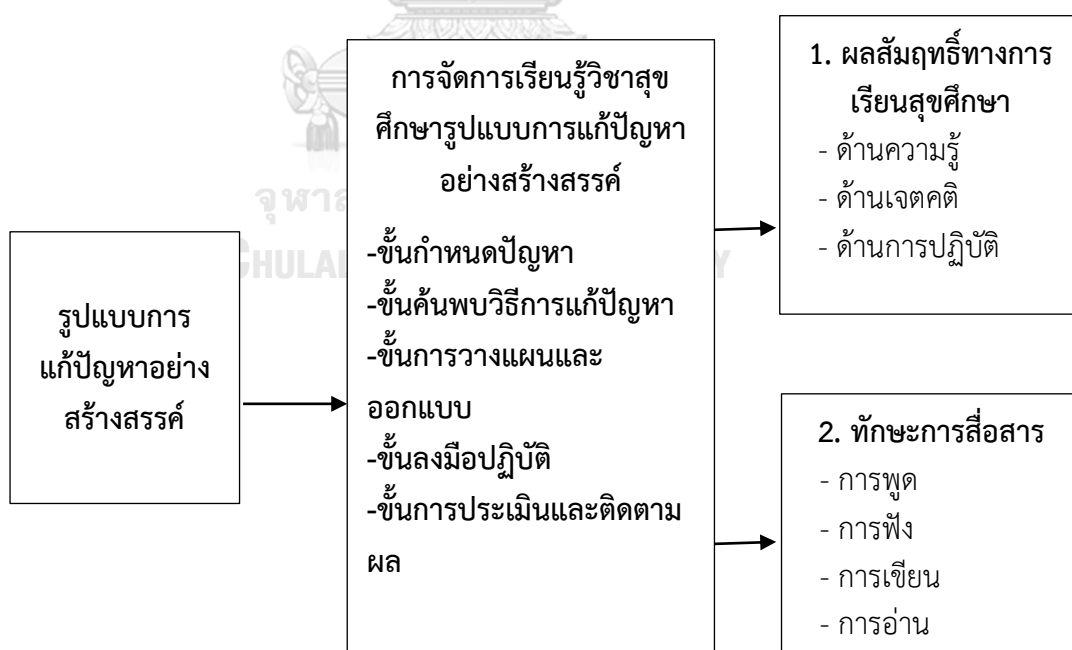 รูปแบบการ
แก้ปัญหาอย่าง
สร้างสรรค์
การจัดการเรียนรู้วิชาสุข
ศึกษารูปแบบการแก้ปัญหา
อย่างสร้างสรรค์
-ขั้นกำหนดปัญหา
-ขั้นค้นพบวิธีการแก้ปัญหา
-ขั้นการวางแผนและ
ออกแบบ
-ขั้นลงมือปฏิบัติ
-ขั้นการประเมินและติดตาม
ผล
1. ผลสัมฤทธิ์ทางการ
เรียนสุขศึกษา
- ด้านความรู้
- ด้านเจตคติ
- ด้านการปฏิบัติ
2. ทักษะการสื่อสาร
- การพูด
- การฟัง
- การเขียน
- การอ่าน